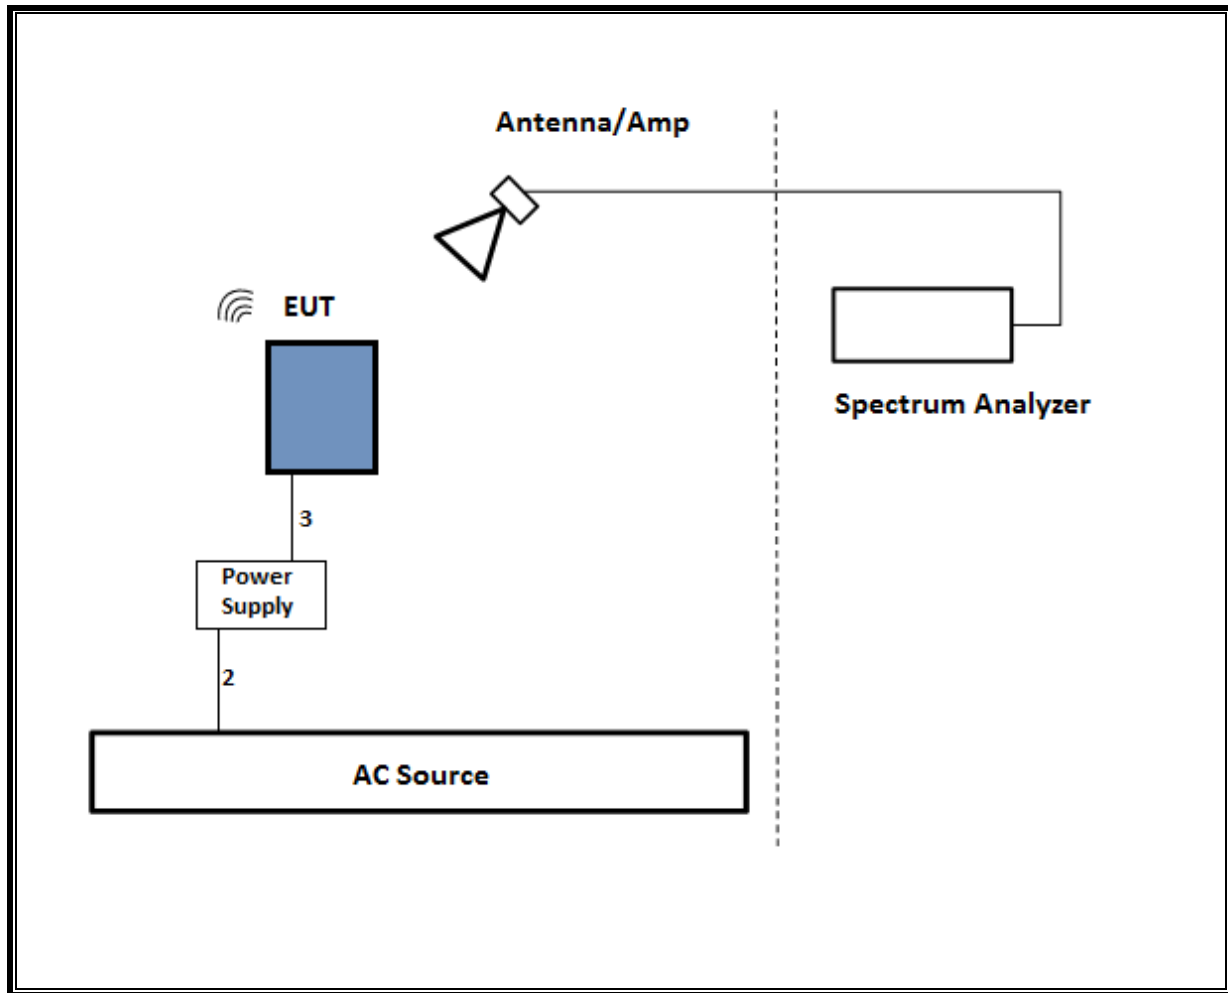 Antenna/Amp
EUT
Spectrum Analyzer
3
Power
Supply
2
AC Source